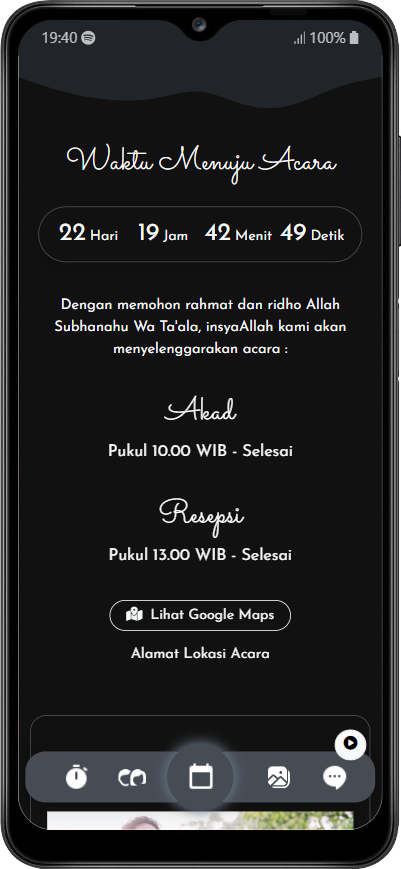 19:40
100%
Waktu Menuju Acara
22 Hari 19 Jam 42 Menit 49 Detik
Dengan memohon rahmat dan ridho Allah
Subhanahu Wa Ta'ala, insyaAllah kami akan
menyelenggarakan acara :
Akad
Pukul 10.00 WIB - Selesai
Resepsi
Pukul 13.00 WIB - Selesai
Lihat Google Maps
Alamat Lokasi Acara